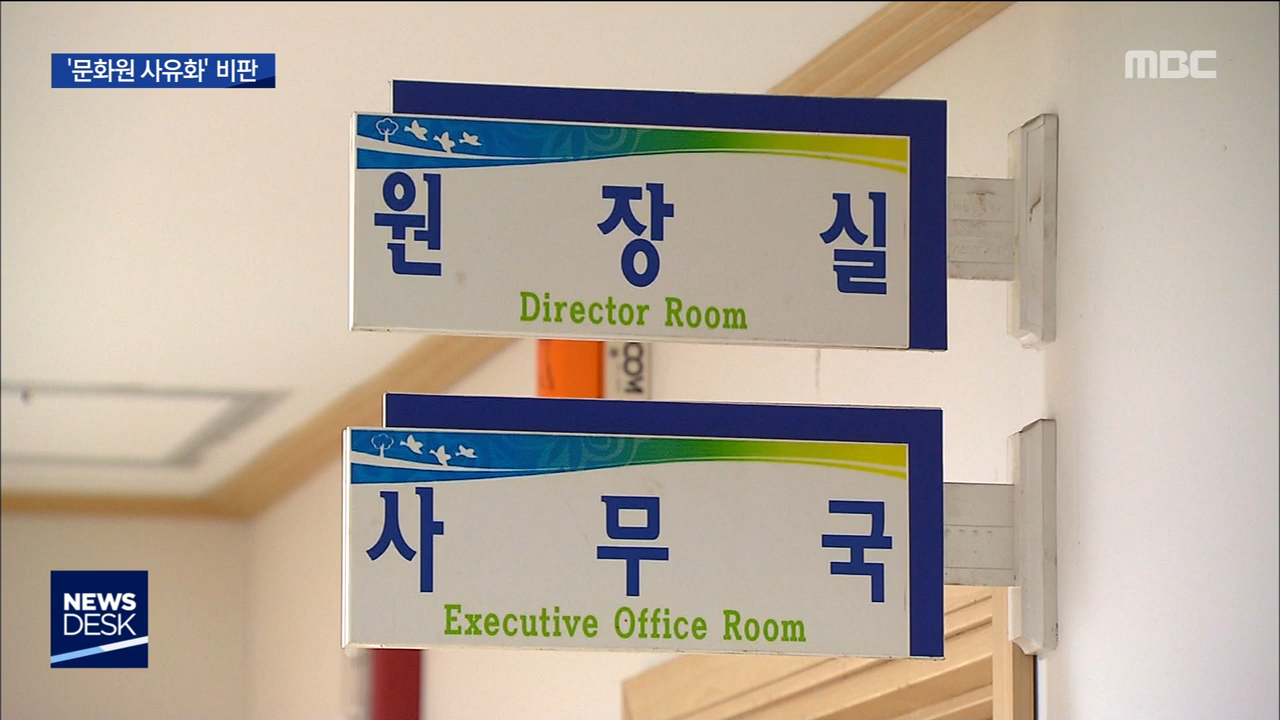 '문화원 사유화' 비판
MBC
원 장 실
Director Room
사 무 국
Executive Office Room
NEWS
DESK